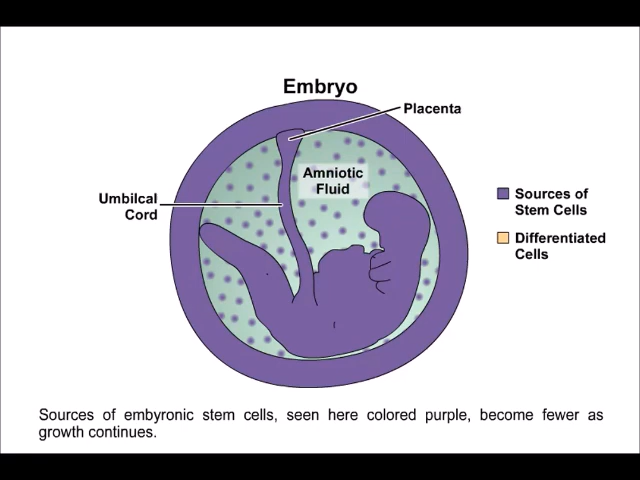 Embryo
Placenta
Amniotic
Fluid
Umbilcal
Cord
Sources of
Stem Cells
Differentiated
Cells
Sources of embyronic stem cells, seen here colored purple, become fewer as
growth continues.